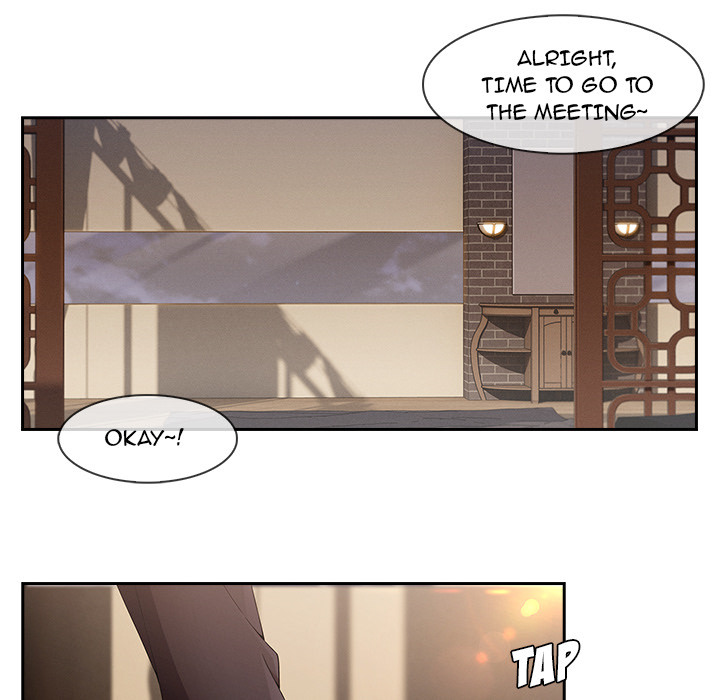 ALRIGHT,
TIME TO GO TO
THE MEETING~
OKAY~!
TAP